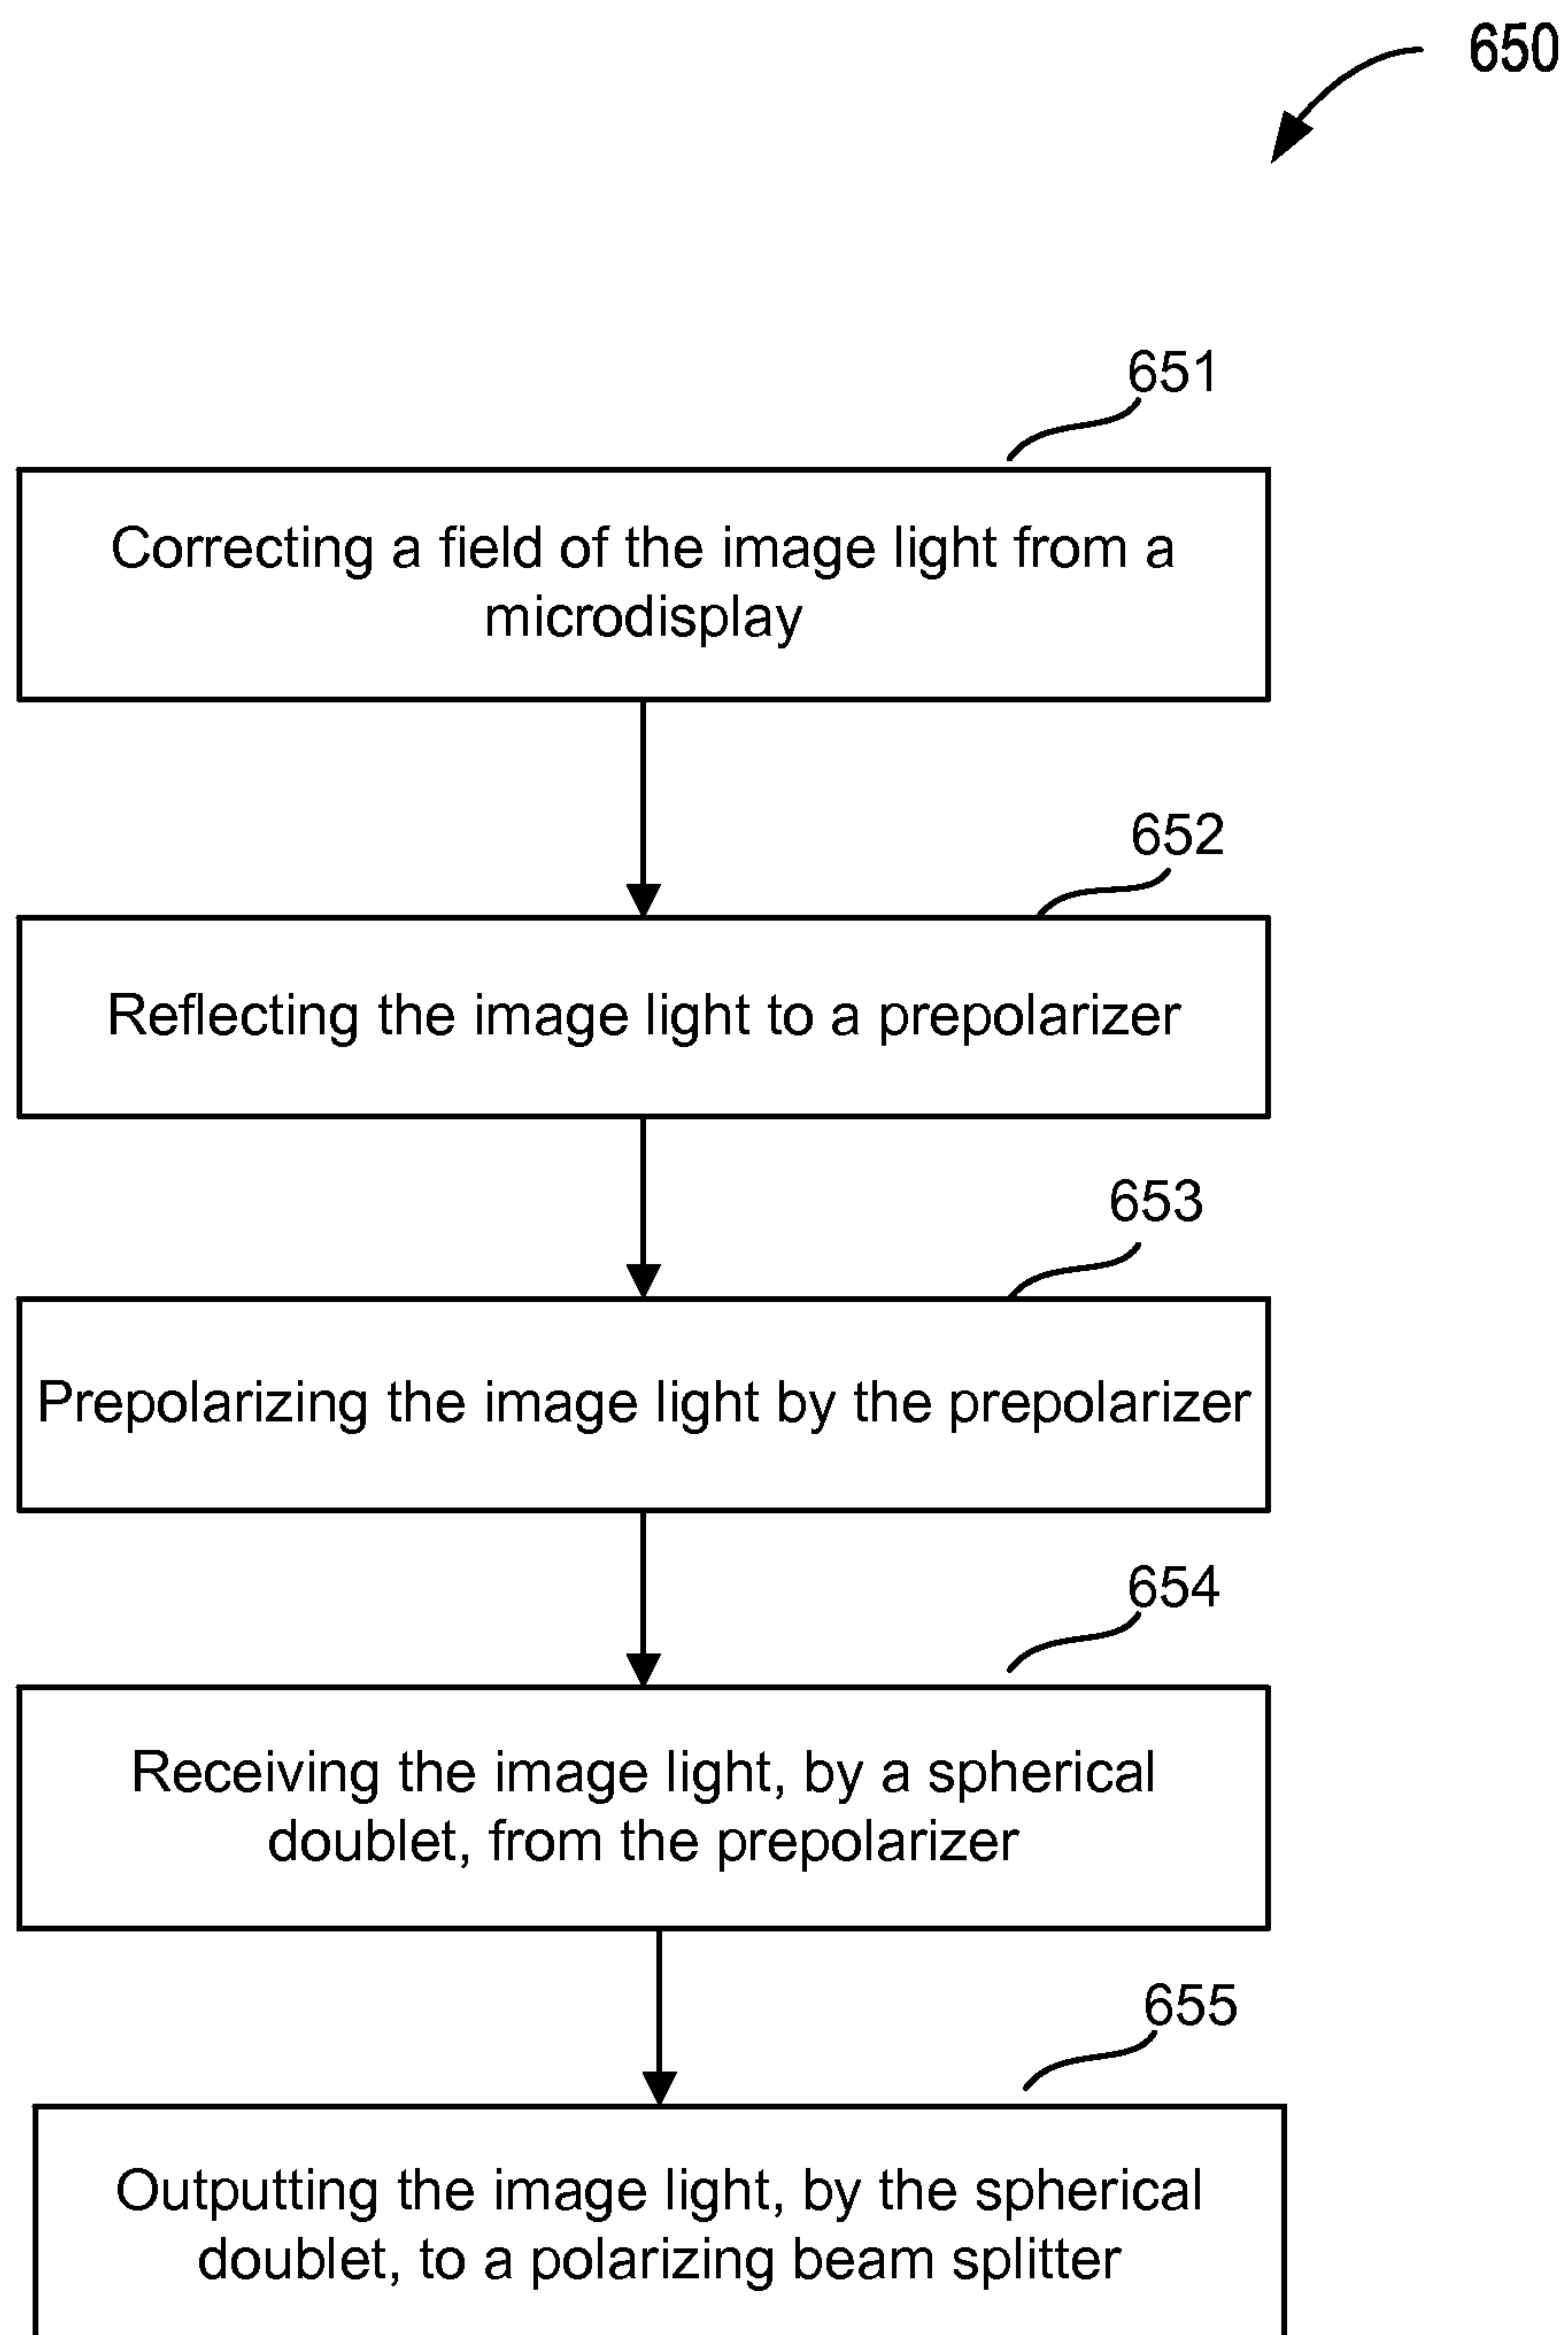 650
651
Correcting a field of the image light from a
microdisplay
652
Reflecting the image light to a prepolarizer
653
Prepolarizing the image light by the prepolarizer
654
Receiving the image light, by a spherical
doublet, from the prepolarizer
655
Outputting the image light, by the spherical
doublet, to a polarizing beam splitter